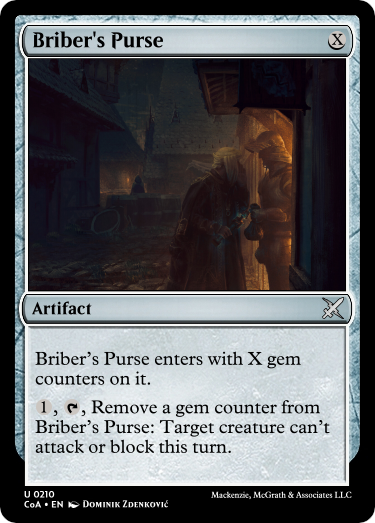 Briber's Purse X
Artifact
Briber's Purse enters with X gem
counters on it.
1, , Remove a gem counter from
Briber's Purse: Target creature can't
attack or block this turn.
U 0210
CoA • EN Dominik Zdenković
Mackenzie, McGrath & Associates LLC